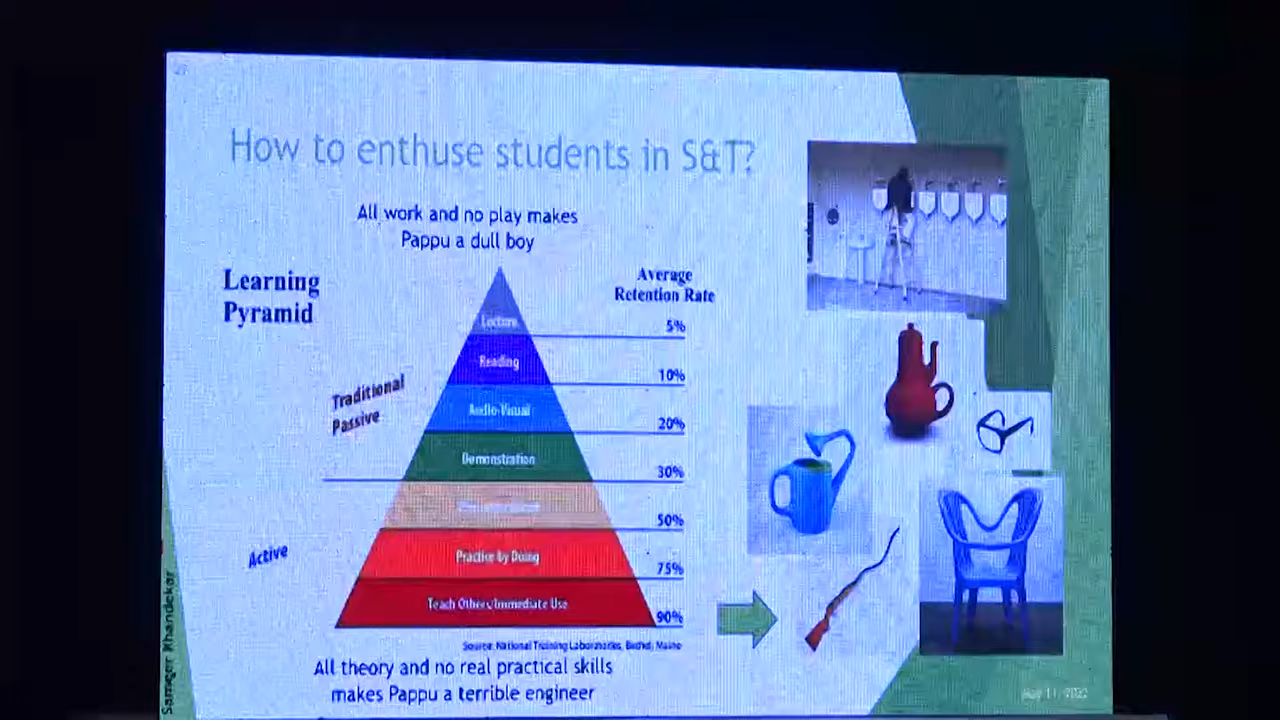 How to enthuse students in S&T?
All work and no play makes
Pappu a dull boy
Learning
Pyramid
Average
Retention Rate
Lecture
5%
Reading
10%
Traditional
Passive
Audio-Visual
20%
Demonstration
30%
50%
Active
Practice by Doing
75%
Teach Others/Immediate Use
90%
Source: National Training Laboratories, Bethel, Maine
All theory and no real practical skills
makes Pappu a terrible engineer
Sameer Khandekar
May 11, 2022